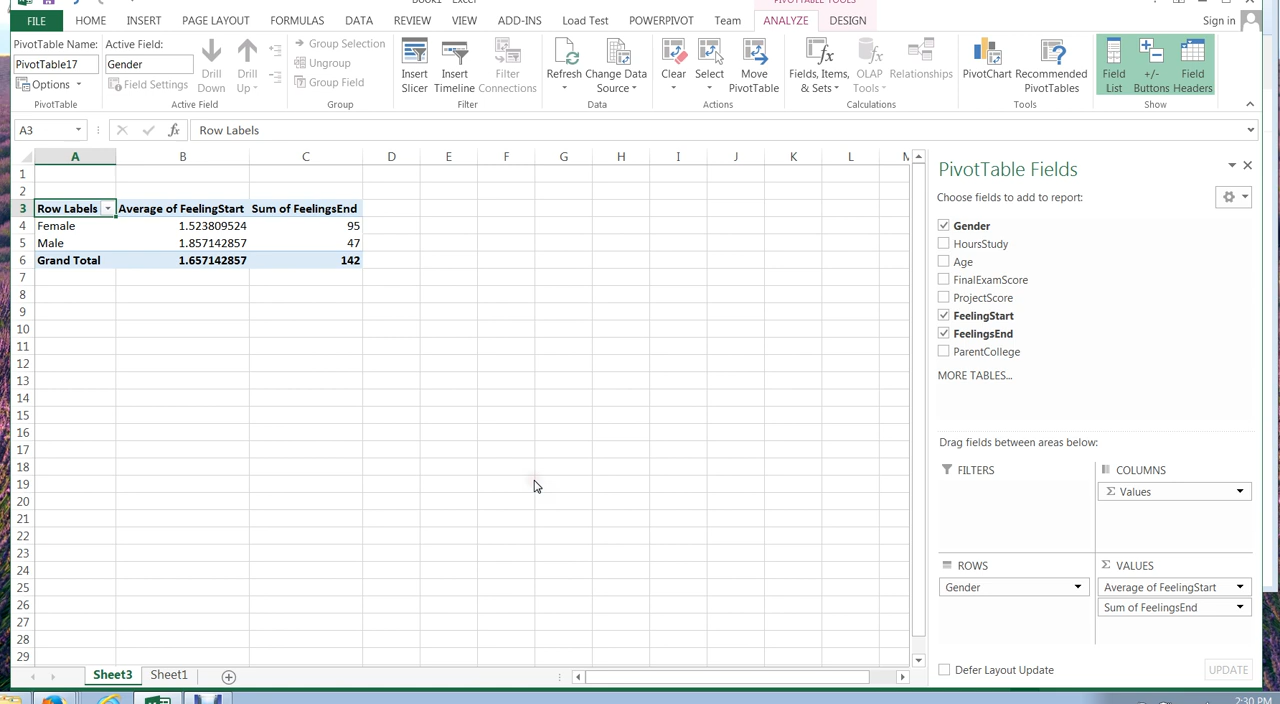 Book1 - Excel
PIVOTTABLE TOOLS
FILE HOME INSERT PAGE LAYOUT FORMULAS DATA REVIEW VIEW ADD-INS Load Test POWERPIVOT Team ANALYZE DESIGN Sign in
PivotTable Name:
PivotTable17
Options
PivotTable
Active Field:
Gender
Field Settings
Drill Down
Drill Up
Active Field
Group Selection
Ungroup
Group Field
Group
Insert Slicer
Insert Timeline
Filter Connections
Filter
Refresh
Change Data Source
Data
Clear
Select
Move PivotTable
Actions
Fields, Items, & Sets
OLAP Tools
Relationships
Calculations
PivotChart
Recommended PivotTables
Tools
Field List
+/- Buttons
Field Headers
Show
A3 fx Row Labels
A B C D E F G H I J K L M
1
2
3 Row Labels Average of FeelingStart Sum of FeelingsEnd
4 Female 1.523809524 95
5 Male 1.857142857 47
6 Grand Total 1.657142857 142
7
8
9
10
11
12
13
14
15
16
17
18
19
20
21
22
23
24
25
26
27
28
29
Sheet3 Sheet1
PivotTable Fields
Choose fields to add to report:
Gender
HoursStudy
Age
FinalExamScore
ProjectScore
FeelingStart
FeelingsEnd
ParentCollege
MORE TABLES...
Drag fields between areas below:
FILTERS
COLUMNS
Σ Values
ROWS
Gender
Σ VALUES
Average of FeelingStart
Sum of FeelingsEnd
Defer Layout Update UPDATE
2:30 PM